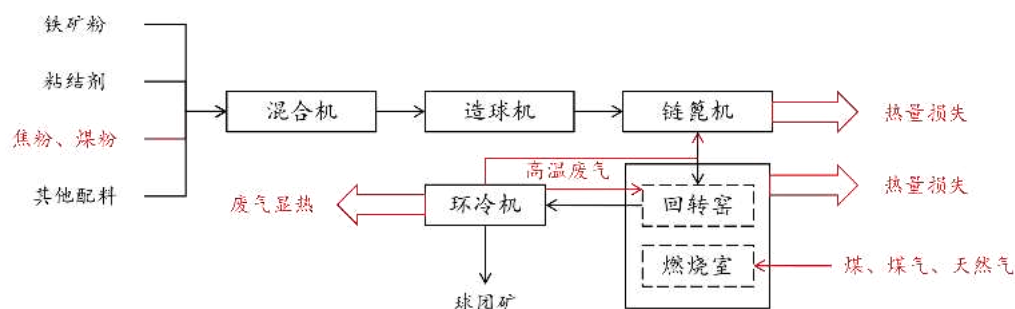 铁矿粉
粘结剂
焦粉、煤粉
其他配料
混合机
造球机
链篦机
热量损失
高温废气
热量损失
废气显热
环冷机
回转窑
燃烧室
煤、煤气、天然气
球团矿